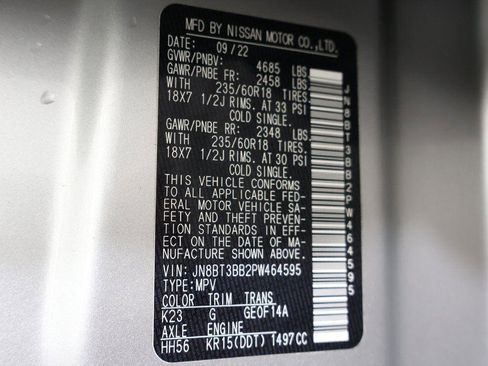 MFD BY NISSAN MOTOR CO.,LTD.
DATE: 09/22
GVWR/PNBV: 4685 LBS
GAWR/PNBE FR: 2458 LBS
WITH 235/60R18 TIRES.
18X7 1/2J RIMS. AT 33 PSI
COLD SINGLE.
GAWR/PNBE RR: 2348 LBS
WITH 235/60R18 TIRES.
18X7 1/2J RIMS. AT 30 PSI
COLD SINGLE.
THIS VEHICLE CONFORMS
TO ALL APPLICABLE FED-
ERAL MOTOR VEHICLE SA-
FETY AND THEFT PREVEN-
TION STANDARDS IN EFF-
ECT ON THE DATE OF MA-
NUFACTURE SHOWN ABOVE.
VIN: JN8BT3BB2PW464595
TYPE:MPV
COLOR TRIM TRANS
K23 G GE0F14A
AXLE ENGINE
HH56 KR15(DDT) 1497CC
JN8BT3BB2PW464595